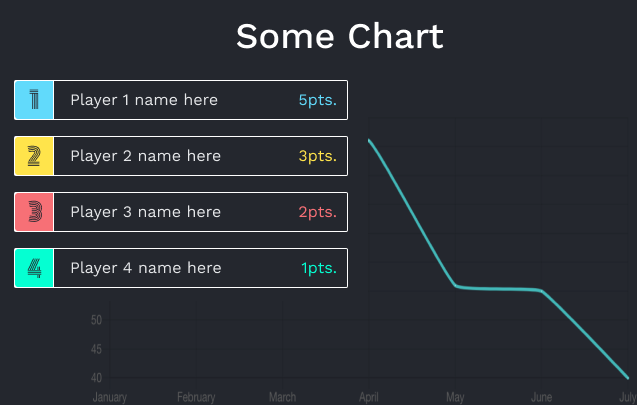 Some Chart
1 Player 1 name here 5pts.
2 Player 2 name here 3pts.
3 Player 3 name here 2pts.
4 Player 4 name here 1pts.
50
45
40
January February March April May June July